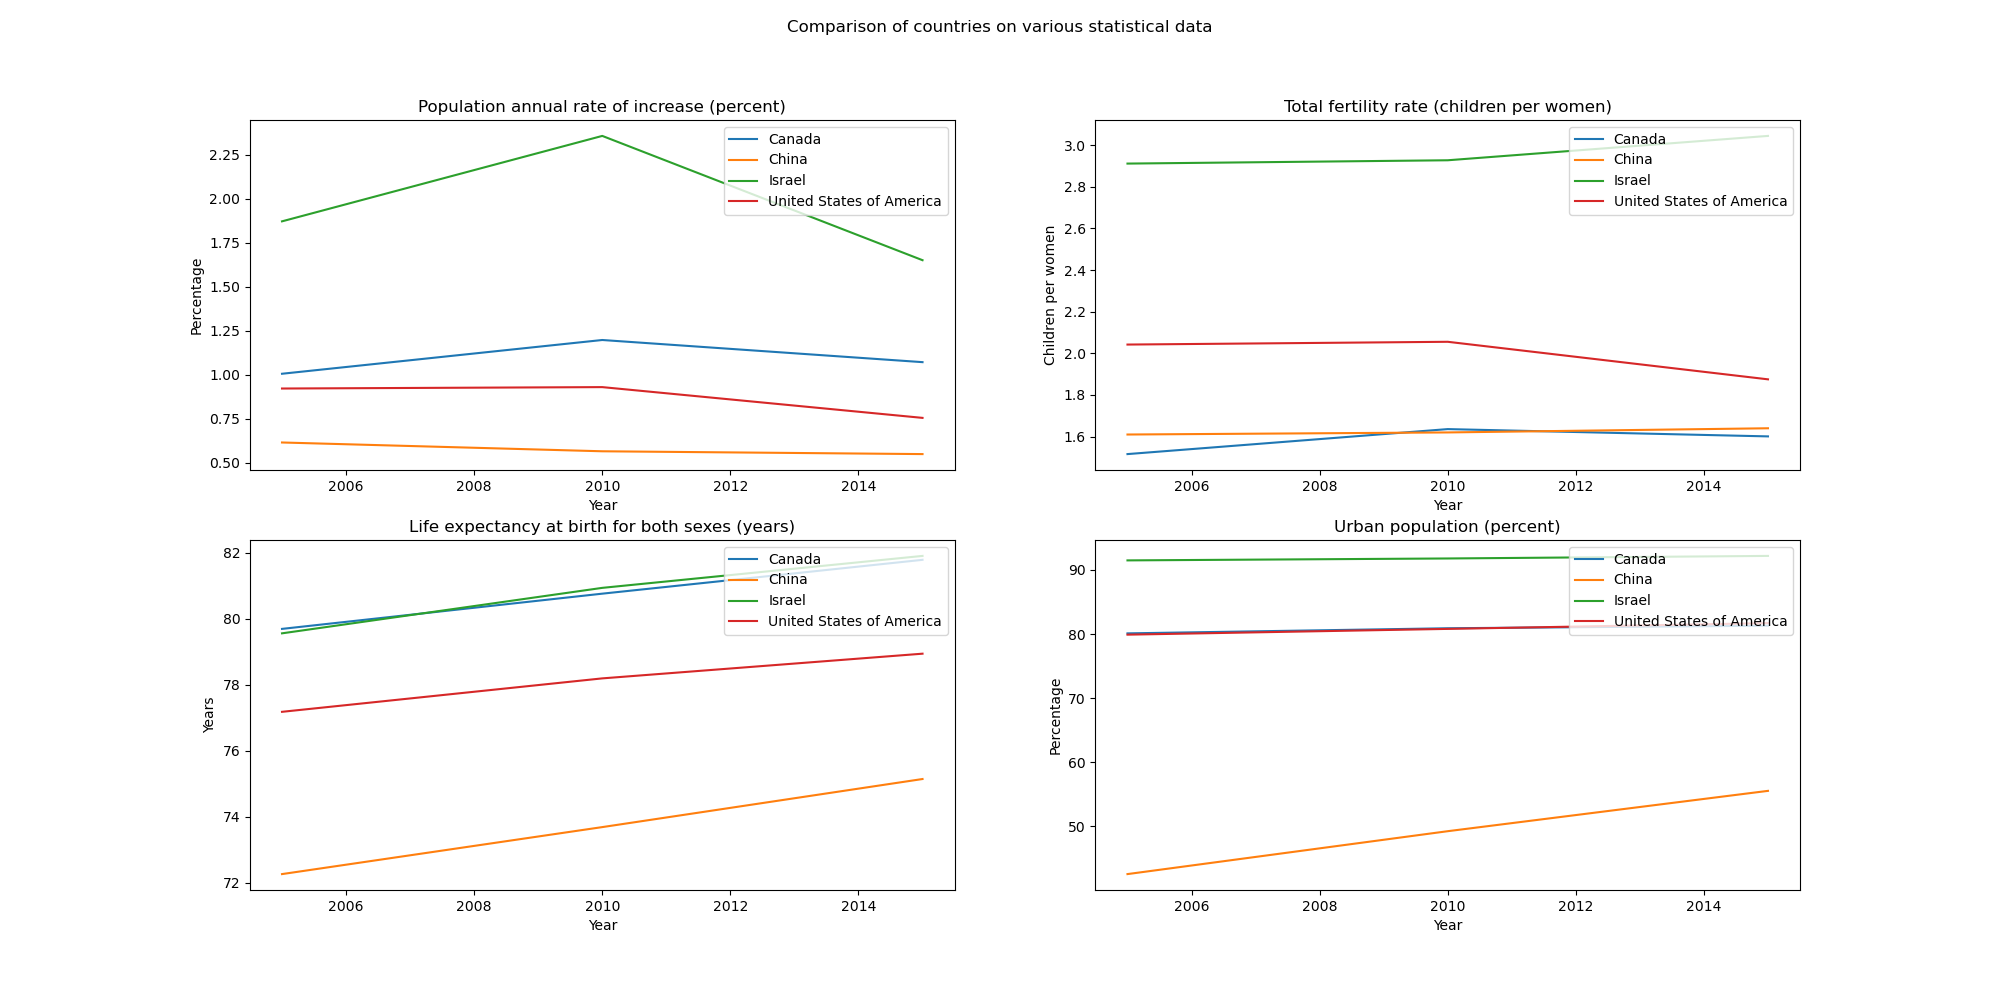 Comparison of countries on various statistical data
Population annual rate of increase (percent)
Percentage
2.25
2.00
1.75
1.50
1.25
1.00
0.75
0.50
Canada
China
Israel
United States of America
2006 2008 2010 2012 2014
Year
Total fertility rate (children per women)
Children per women
3.0
2.8
2.6
2.4
2.2
2.0
1.8
1.6
Canada
China
Israel
United States of America
2006 2008 2010 2012 2014
Year
Life expectancy at birth for both sexes (years)
Years
82
80
78
76
74
72
Canada
China
Israel
United States of America
2006 2008 2010 2012 2014
Year
Urban population (percent)
Percentage
90
80
70
60
50
Canada
China
Israel
United States of America
2006 2008 2010 2012 2014
Year